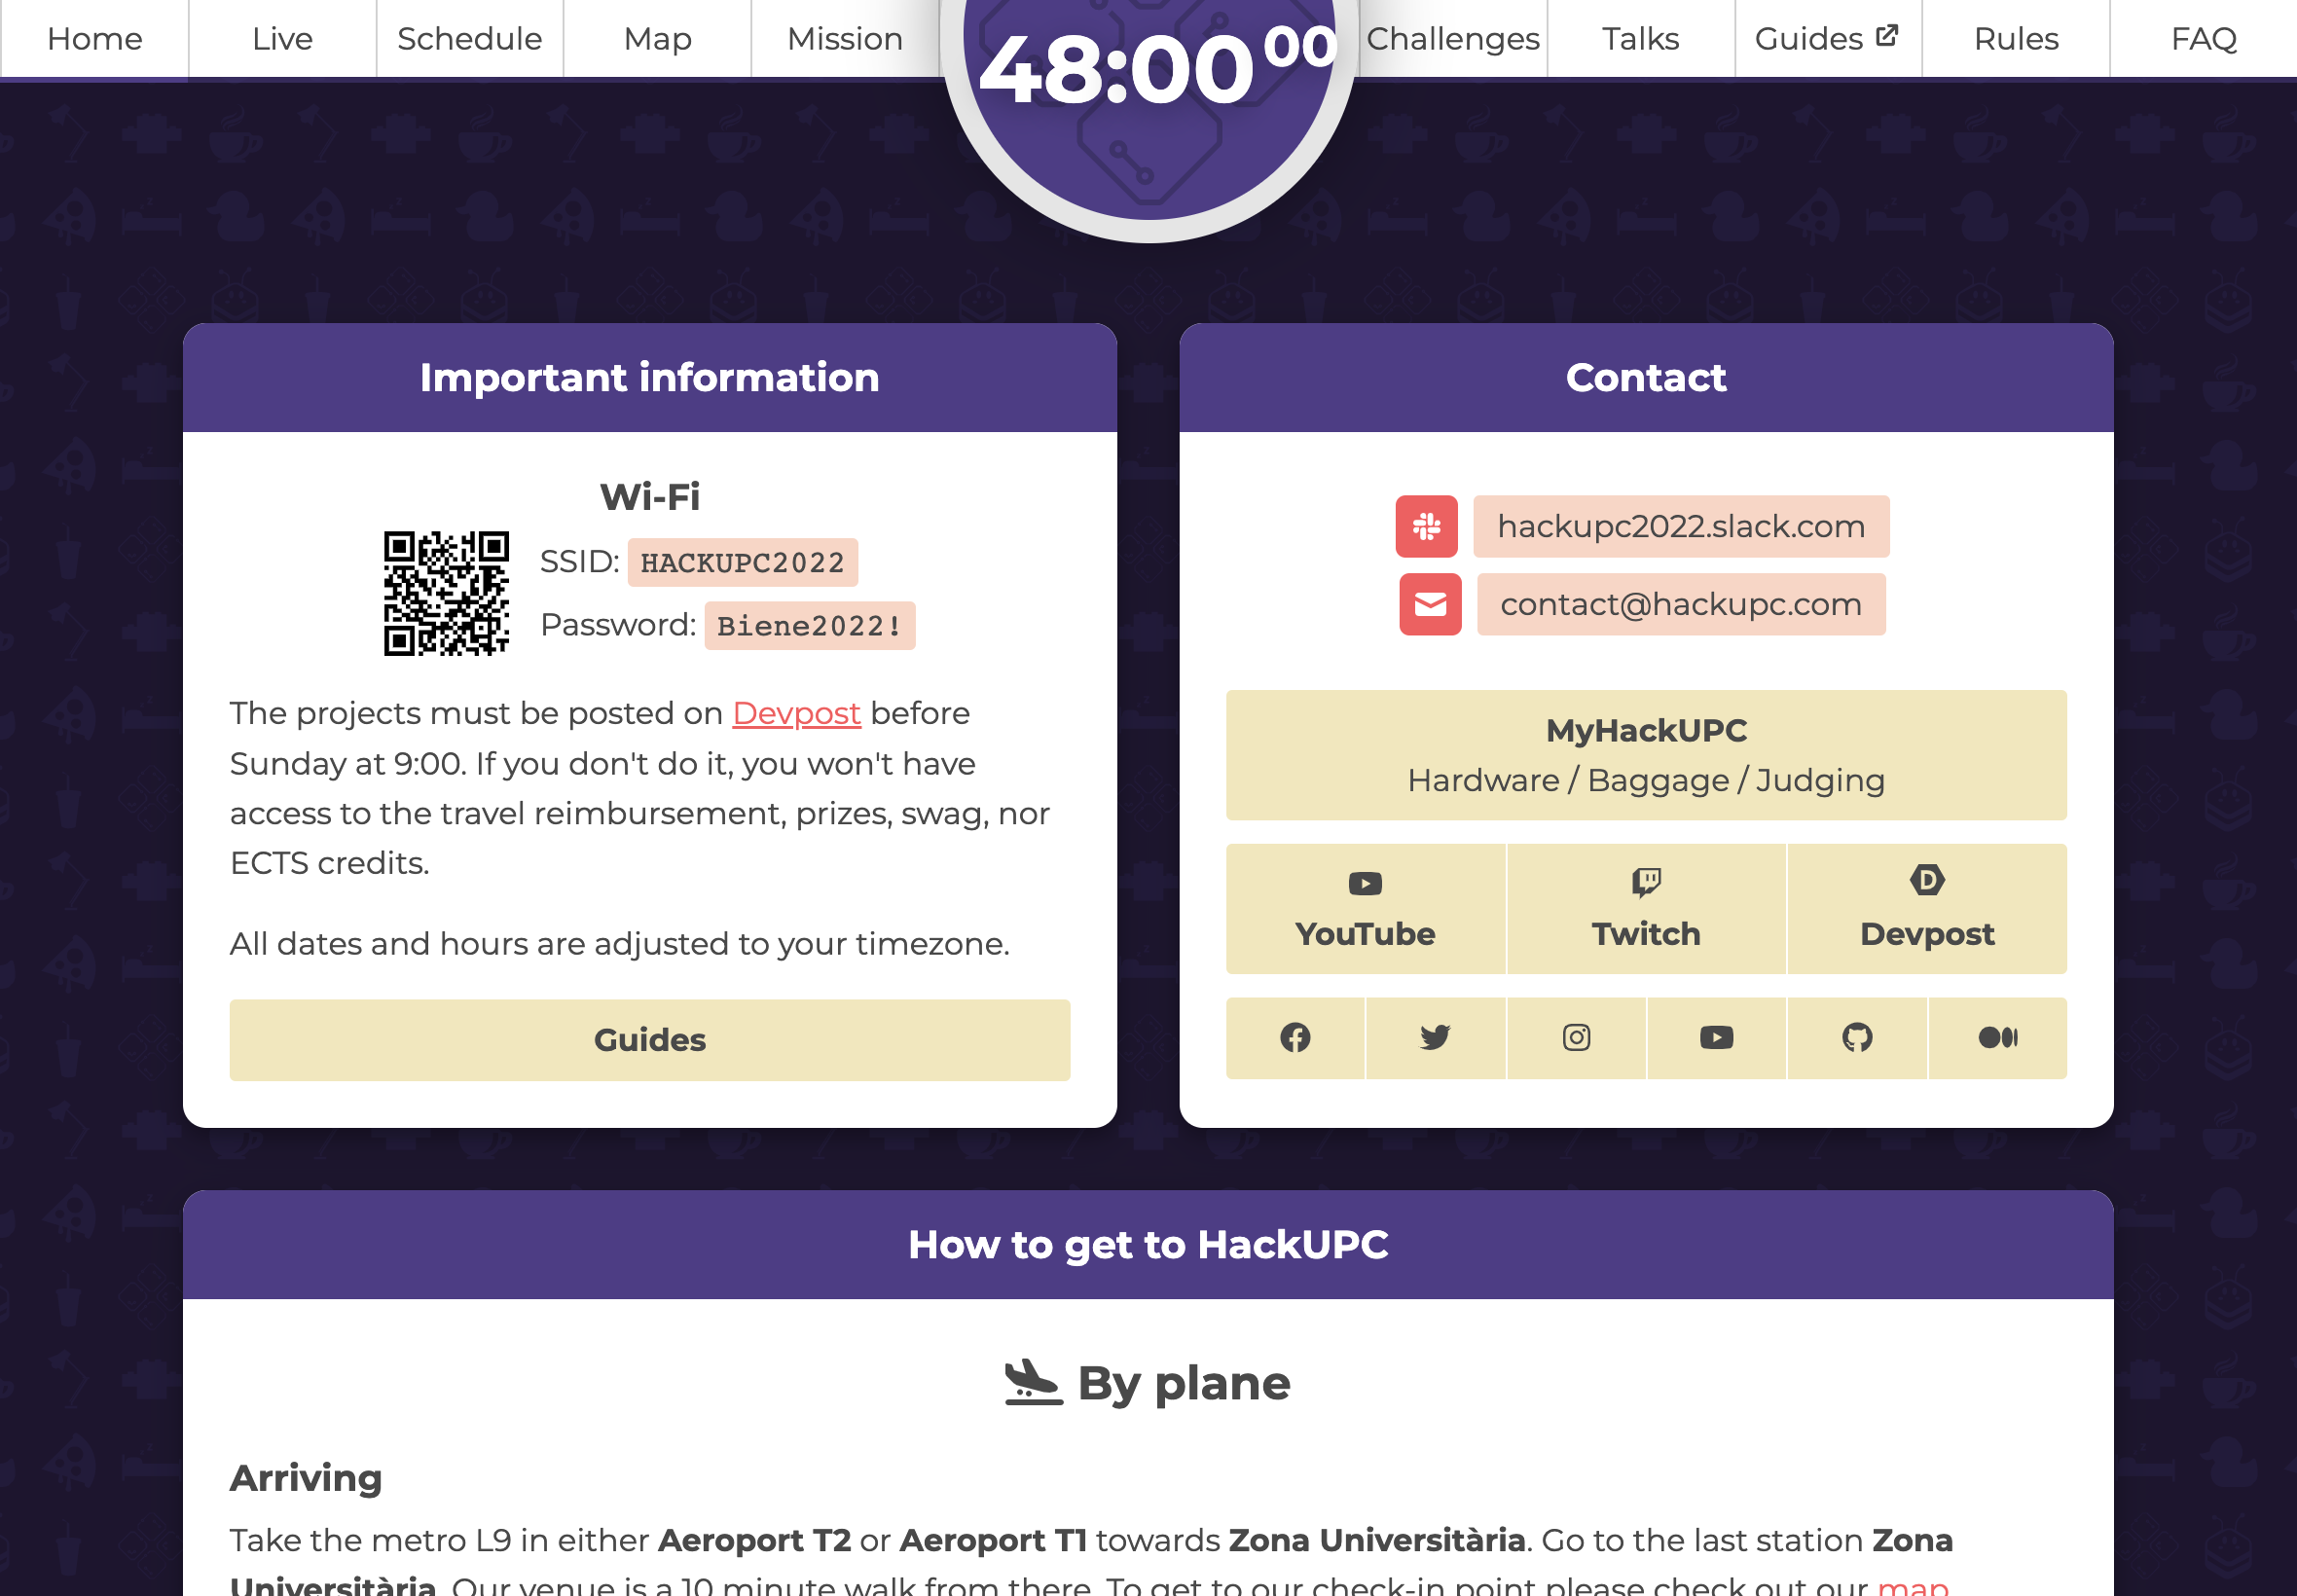 Home
Live
Schedule
Map
Mission
48:00 00
Challenges
Talks
Guides
Rules
FAQ
Important information
Wi-Fi
SSID: HACKUPC2022
Password: Biene2022!
The projects must be posted on Devpost before
Sunday at 9:00. If you don't do it, you won't have
access to the travel reimbursement, prizes, swag, nor
ECTS credits.
All dates and hours are adjusted to your timezone.
Guides
Contact
hackupc2022.slack.com
contact@hackupc.com
MyHackUPC
Hardware / Baggage / Judging
YouTube
Twitch
Devpost
How to get to HackUPC
By plane
Arriving
Take the metro L9 in either Aeroport T2 or Aeroport T1 towards Zona Universitària. Go to the last station Zona
Universitària. Our venue is a 10 minute walk from there. To get to our check-in point please check out our map